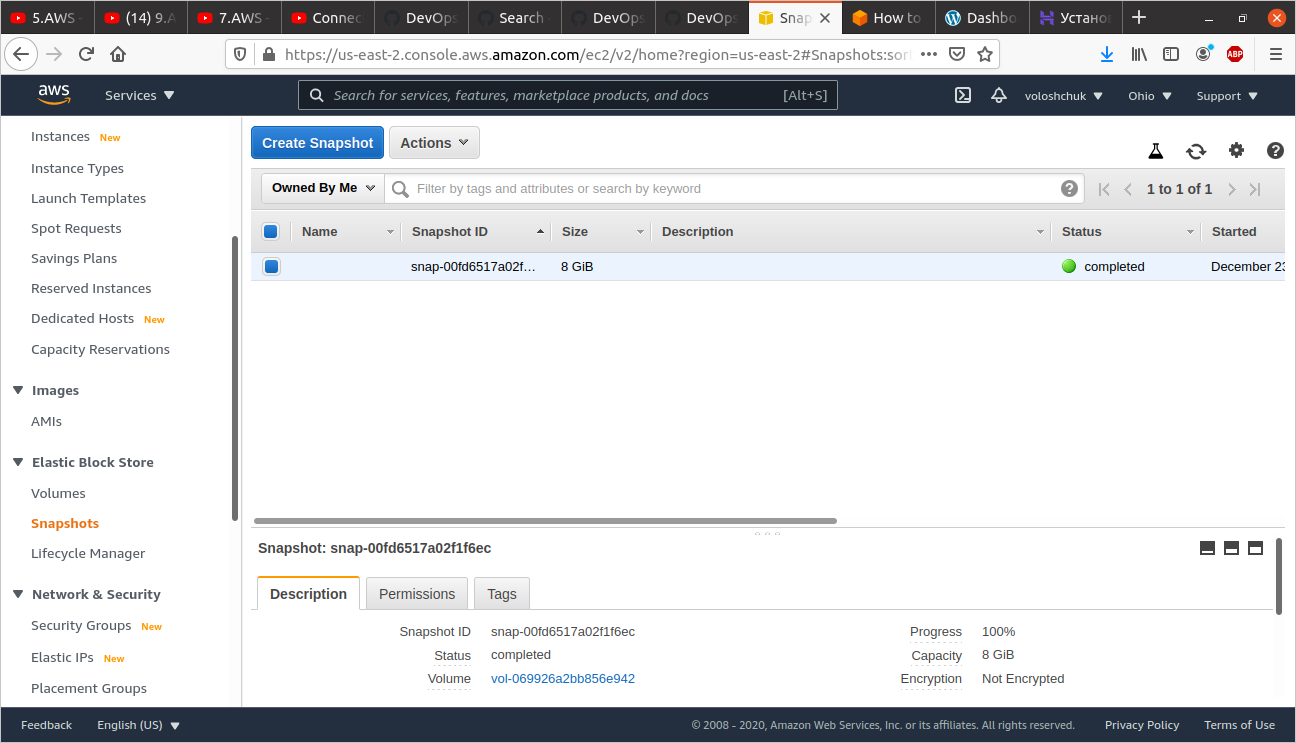 5.AWS
(14) 9.A
7.AWS
Connec
DevOps
Search
DevOps
DevOps
Snap
How to
Dashbo
Устано
https://us-east-2.console.aws.amazon.com/ec2/v2/home?region=us-east-2#Snapshots:sor
ABP
aws
Services
Search for services, features, marketplace products, and docs
[Alt+S]
voloshchuk
Ohio
Support
Instances New
Instance Types
Launch Templates
Spot Requests
Savings Plans
Reserved Instances
Dedicated Hosts New
Capacity Reservations
Images
AMIs
Elastic Block Store
Volumes
Snapshots
Lifecycle Manager
Network & Security
Security Groups New
Elastic IPs New
Placement Groups
Create Snapshot
Actions
Owned By Me
Filter by tags and attributes or search by keyword
1 to 1 of 1
Name Snapshot ID Size Description Status Started
snap-00fd6517a02f… 8 GiB completed December 23
Snapshot: snap-00fd6517a02f1f6ec
Description Permissions Tags
Snapshot ID snap-00fd6517a02f1f6ec Progress 100%
Status completed Capacity 8 GiB
Volume vol-069926a2bb856e942 Encryption Not Encrypted
Feedback English (US) © 2008 - 2020, Amazon Web Services, Inc. or its affiliates. All rights reserved. Privacy Policy Terms of Use